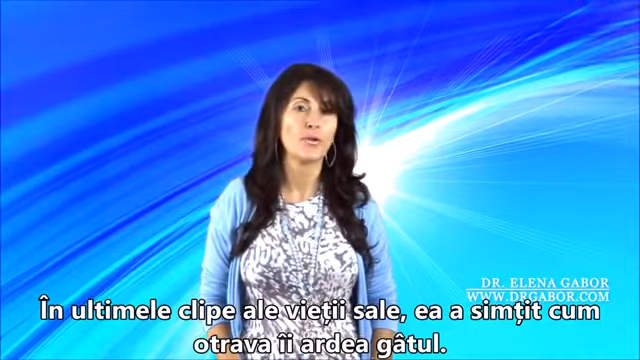 DR. ELENA GABOR
WWW.DRGABOR.COM
În ultimele clipe ale vieții sale, ea a simțit cum
otrava îi ardea gâtul.